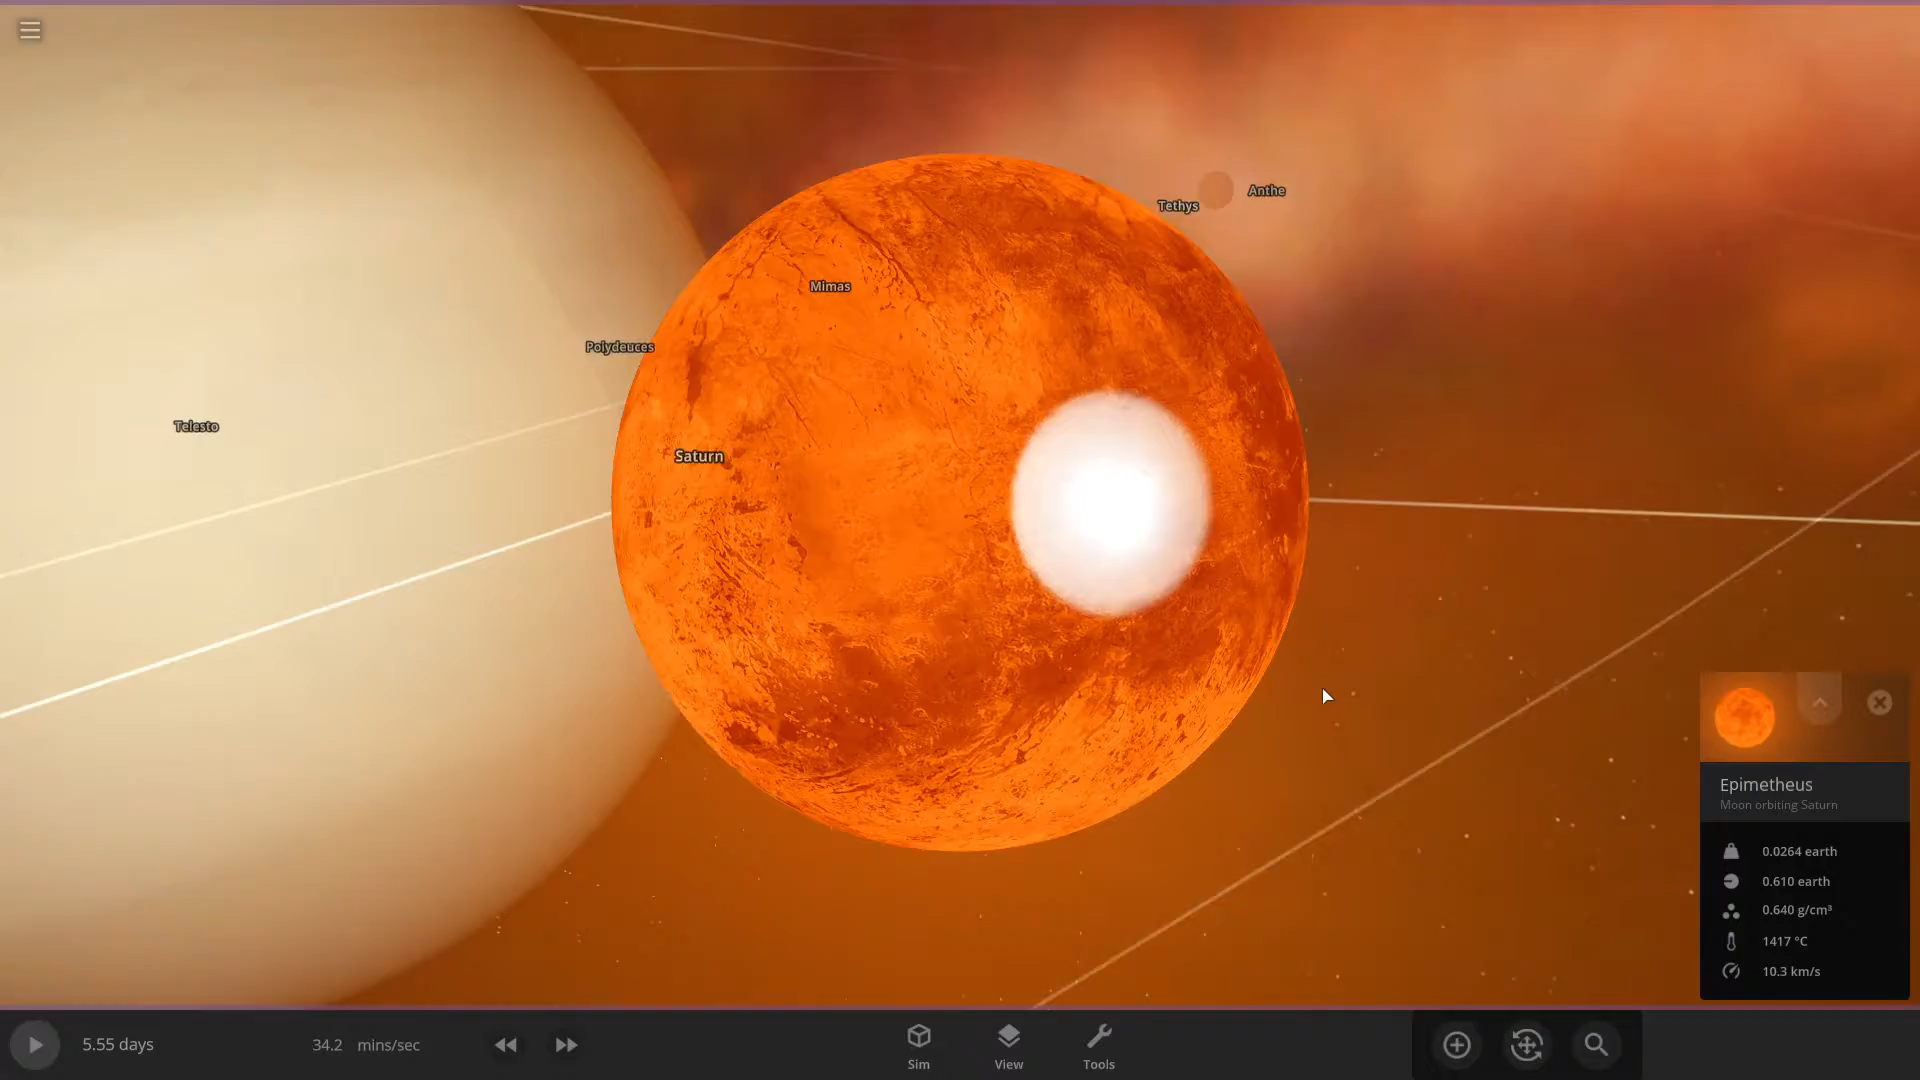 Anthe
Tethys
Mimas
Polydeuces
Telesto
Saturn
Epimetheus
Moon orbiting Saturn
0.0264 earth
0.610 earth
0.640 g/cm³
1417 °C
10.3 km/s
5.55 days
34.2 mins/sec
Sim
View
Tools